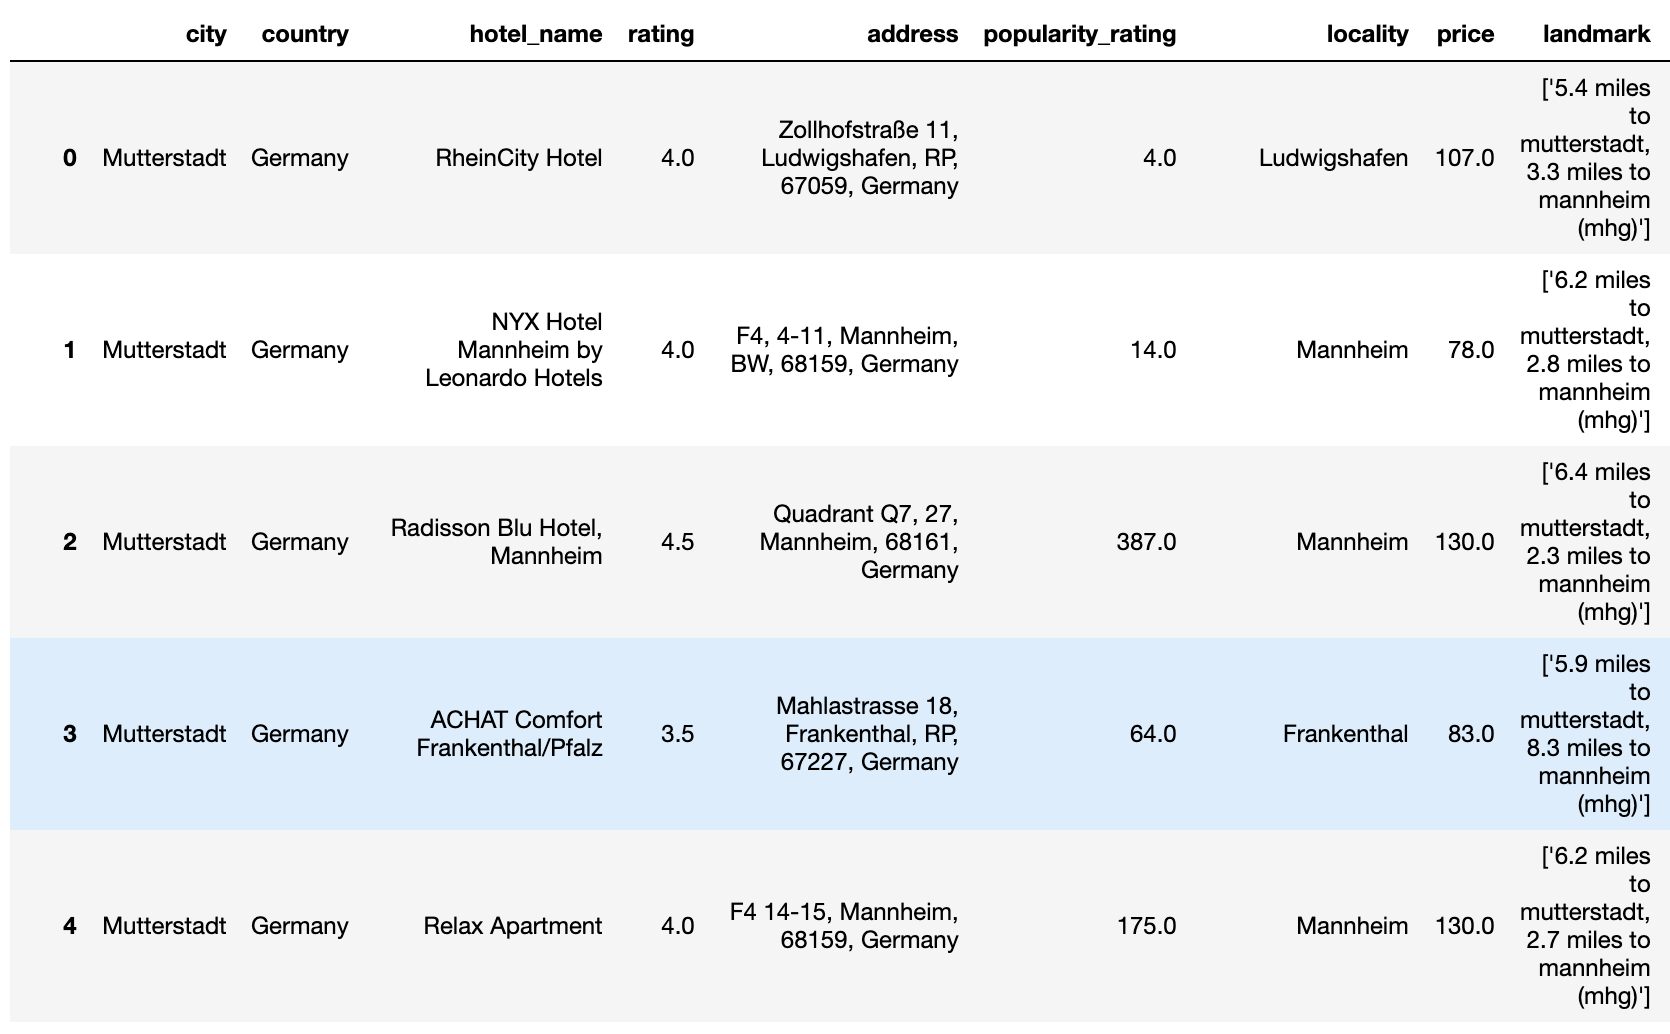 city country hotel_name rating address popularity_rating locality price landmark
0 Mutterstadt Germany RheinCity Hotel 4.0 Zollhofstraße 11, Ludwigshafen, RP, 67059, Germany 4.0 Ludwigshafen 107.0 ['5.4 miles to mutterstadt, 3.3 miles to mannheim (mhg)']
1 Mutterstadt Germany NYX Hotel Mannheim by Leonardo Hotels 4.0 F4, 4-11, Mannheim, BW, 68159, Germany 14.0 Mannheim 78.0 ['6.2 miles to mutterstadt, 2.8 miles to mannheim (mhg)']
2 Mutterstadt Germany Radisson Blu Hotel, Mannheim 4.5 Quadrant Q7, 27, Mannheim, 68161, Germany 387.0 Mannheim 130.0 ['6.4 miles to mutterstadt, 2.3 miles to mannheim (mhg)']
3 Mutterstadt Germany ACHAT Comfort Frankenthal/Pfalz 3.5 Mahlastrasse 18, Frankenthal, RP, 67227, Germany 64.0 Frankenthal 83.0 ['5.9 miles to mutterstadt, 8.3 miles to mannheim (mhg)']
4 Mutterstadt Germany Relax Apartment 4.0 F4 14-15, Mannheim, 68159, Germany 175.0 Mannheim 130.0 ['6.2 miles to mutterstadt, 2.7 miles to mannheim (mhg)']